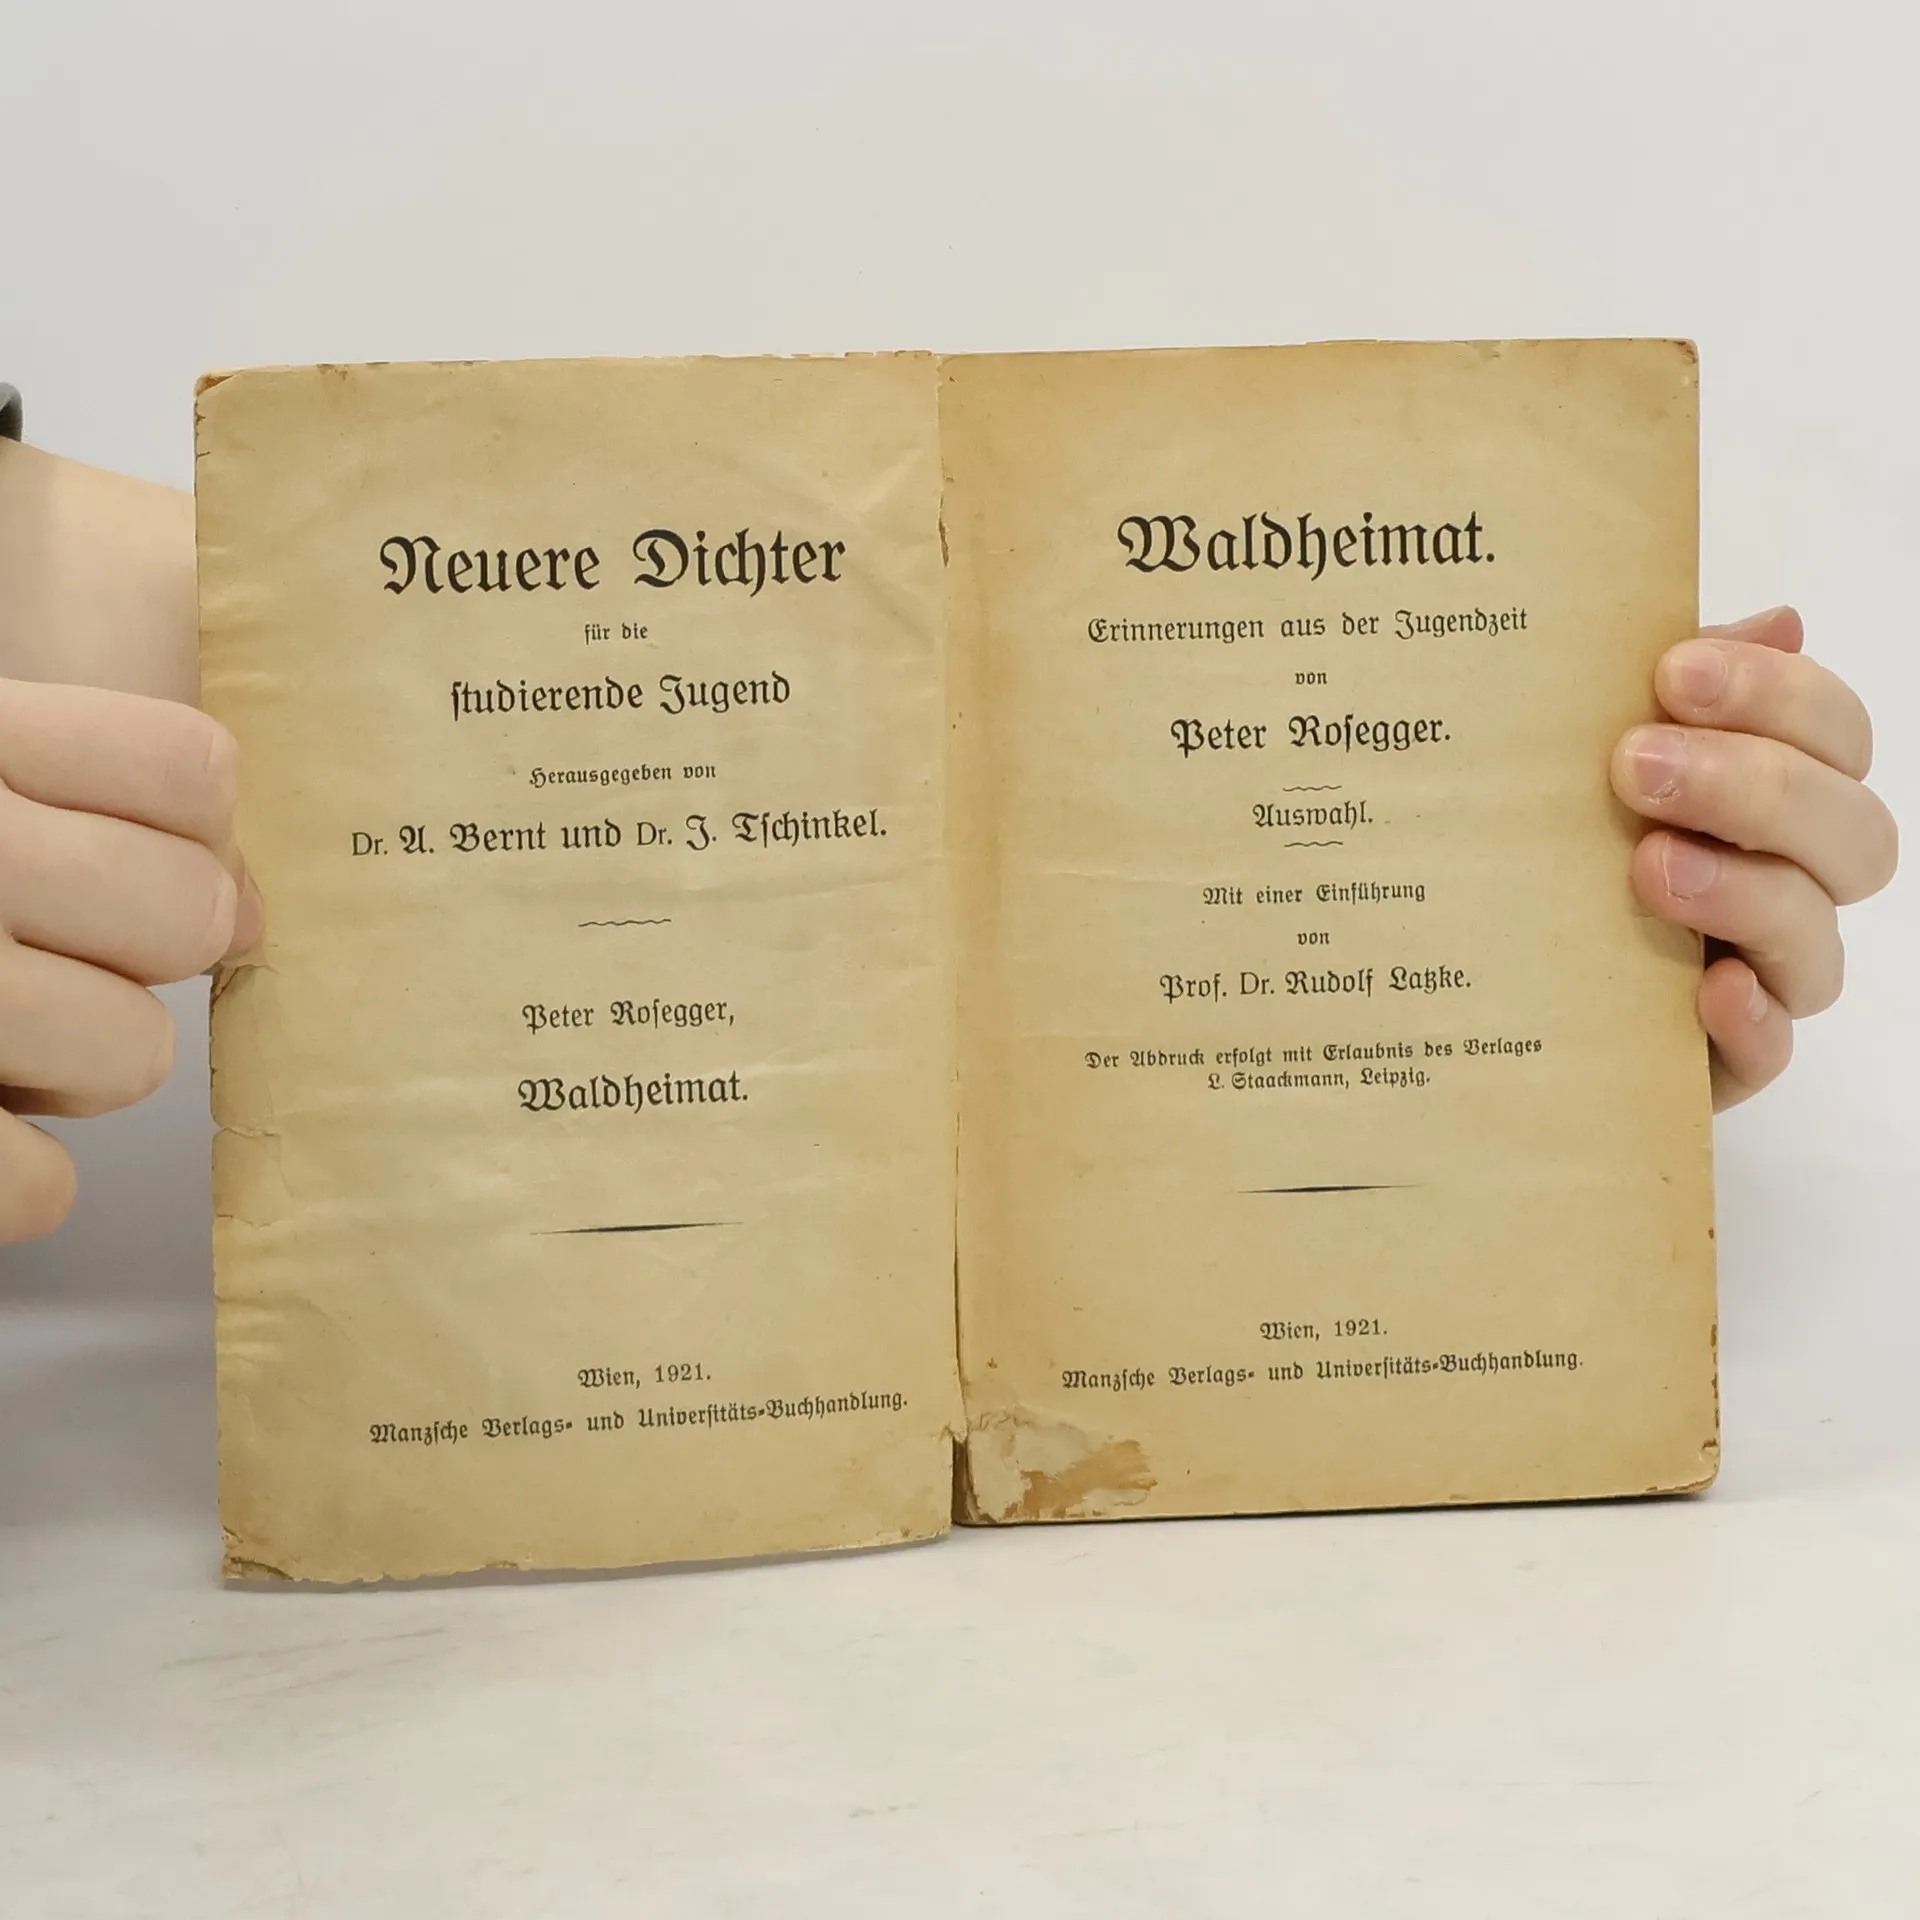 Neuere Dichter
für die
ſtudierende Jugend
Herausgegeben von
Dr. A. Bernt und Dr. J. Tſchinkel.
Peter Roſegger,
Waldheimat.
Wien, 1921.
Manzſche Verlags- und Univerſitäts-Buchhandlung.
Waldheimat.
Erinnerungen aus der Jugendzeit
von
Peter Roſegger.
Auswahl.
Mit einer Einführung
von
Prof. Dr. Rudolf Latzke.
Der Abdruck erfolgt mit Erlaubnis des Verlages
L. Staackmann, Leipzig.
Wien, 1921.
Manzſche Verlags- und Univerſitäts-Buchhandlung.